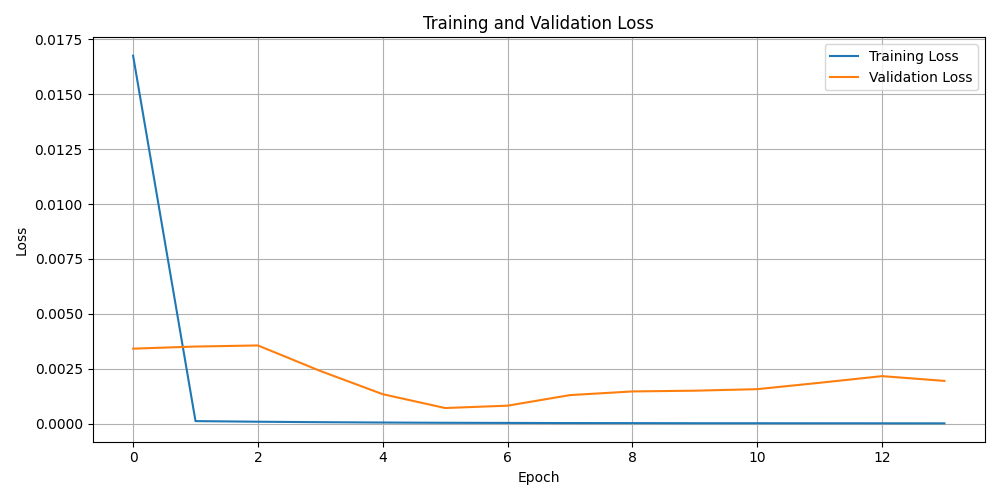 Training and Validation Loss
Training Loss
Validation Loss
0.0175
0.0150
0.0125
0.0100
0.0075
0.0050
0.0025
0.0000
Loss
0 2 4 6 8 10 12
Epoch